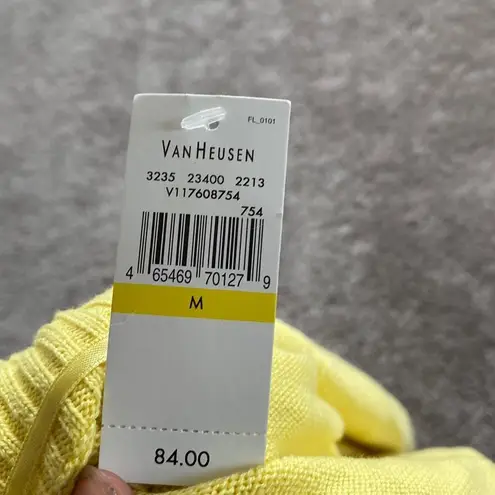 FL_0101
VAN HEUSEN
3235 23400 2213
V117608754
754
4 65469 70127 9
M
84.00